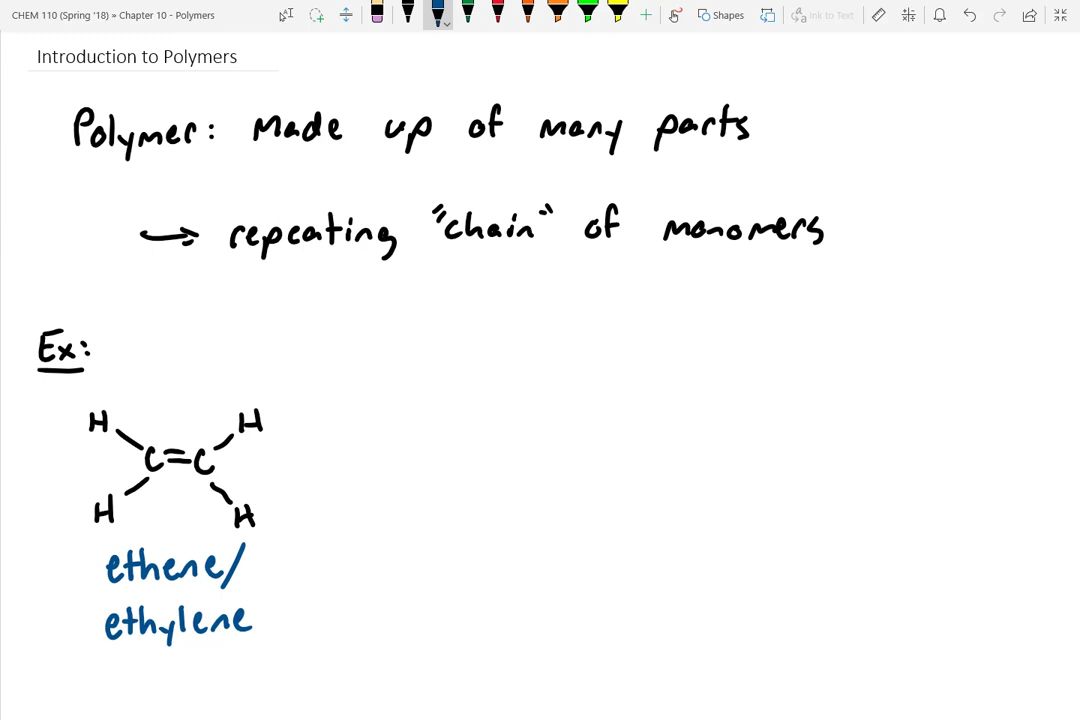 CHEM 110 (Spring '18) » Chapter 10 - Polymers
Shapes
Ink to Text
Introduction to Polymers
Polymer: Made up of many parts
→ repeating "chain" of monomers
Ex:
H H
C=C
H H
ethene/
ethylene